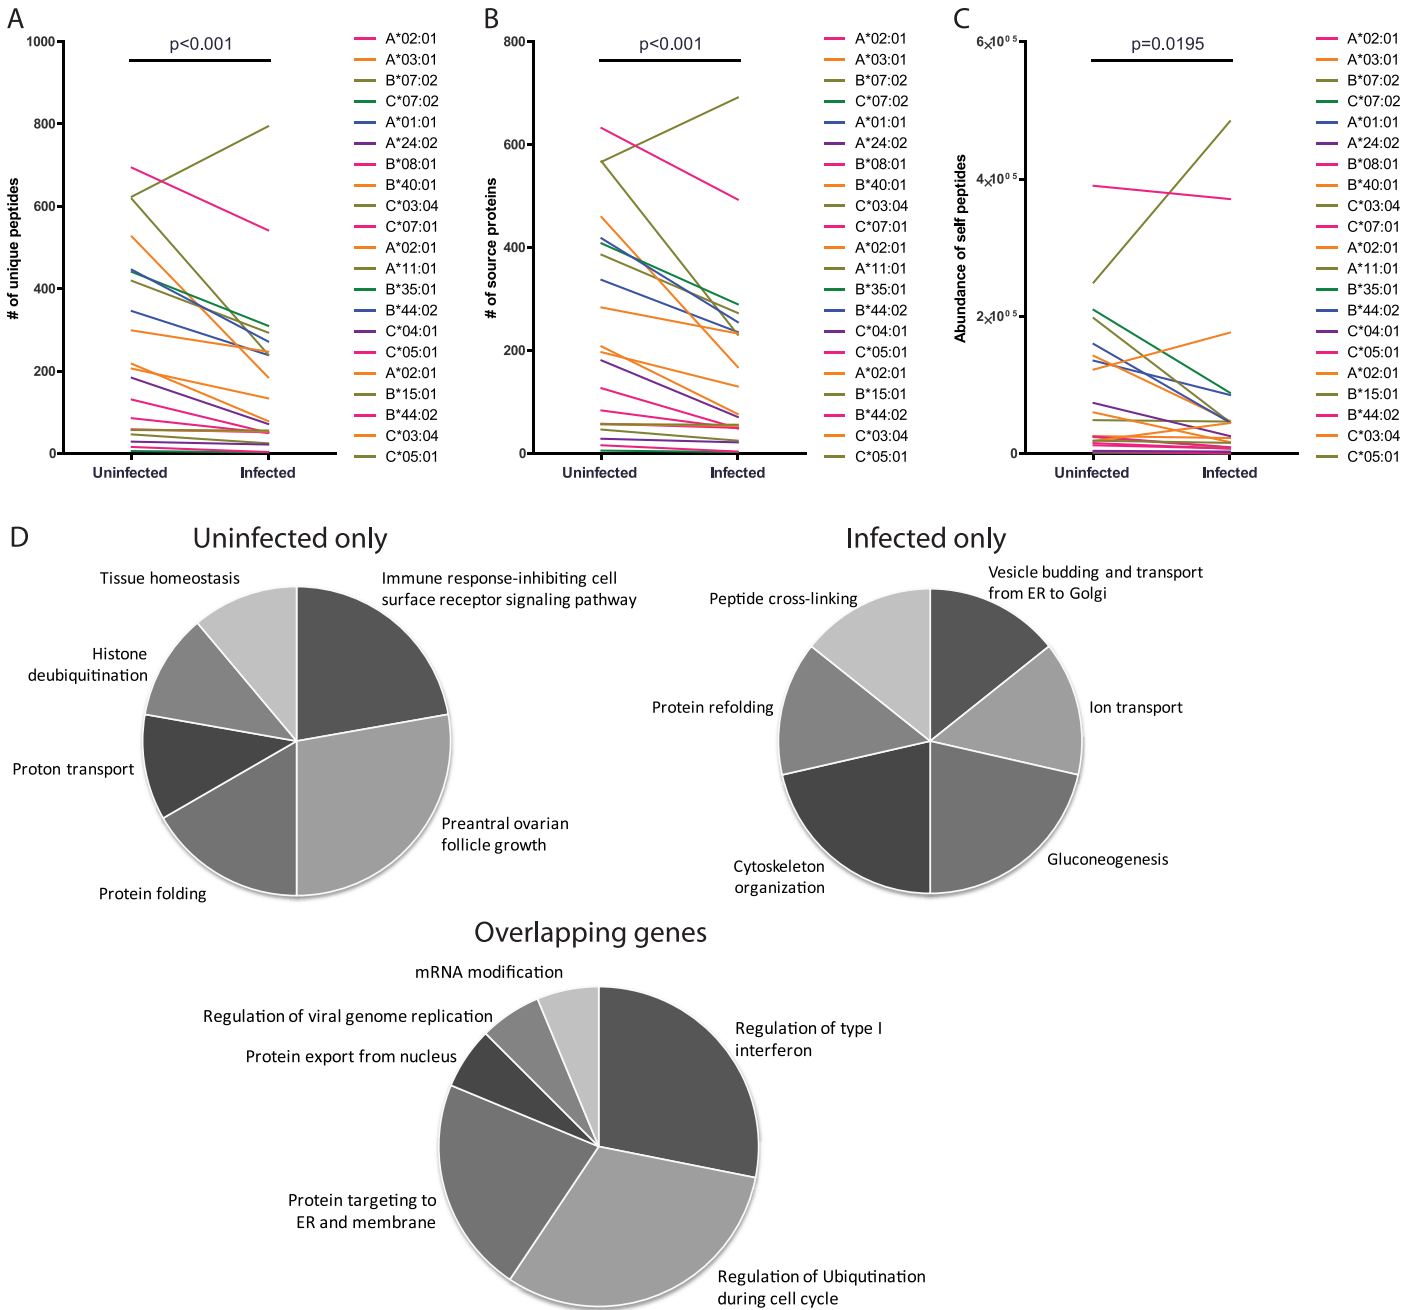 A
p<0.001
# of unique peptides
1000
800
600
400
200
0
Uninfected
Infected
A*02:01
A*03:01
B*07:02
C*07:02
A*01:01
A*24:02
B*08:01
B*40:01
C*03:04
C*07:01
A*02:01
A*11:01
B*35:01
B*44:02
C*04:01
C*05:01
A*02:01
B*15:01
B*44:02
C*03:04
C*05:01
B
p<0.001
# of source proteins
800
600
400
200
0
Uninfected
Infected
A*02:01
A*03:01
B*07:02
C*07:02
A*01:01
A*24:02
B*08:01
B*40:01
C*03:04
C*07:01
A*02:01
A*11:01
B*35:01
B*44:02
C*04:01
C*05:01
A*02:01
B*15:01
B*44:02
C*03:04
C*05:01
C
p=0.0195
Abundance of self peptides
6×10⁰⁵
4×10⁰⁵
2×10⁰⁵
0
Uninfected
Infected
A*02:01
A*03:01
B*07:02
C*07:02
A*01:01
A*24:02
B*08:01
B*40:01
C*03:04
C*07:01
A*02:01
A*11:01
B*35:01
B*44:02
C*04:01
C*05:01
A*02:01
B*15:01
B*44:02
C*03:04
C*05:01
D
Uninfected only
Tissue homeostasis
Immune response-inhibiting cell
surface receptor signaling pathway
Histone
deubiquitination
Proton transport
Preantral ovarian
follicle growth
Protein folding
Infected only
Vesicle budding and transport
from ER to Golgi
Peptide cross-linking
Protein refolding
Ion transport
Cytoskeleton
organization
Gluconeogenesis
Overlapping genes
mRNA modification
Regulation of viral genome replication
Protein export from nucleus
Regulation of type I
interferon
Protein targeting to
ER and membrane
Regulation of Ubiqutination
during cell cycle